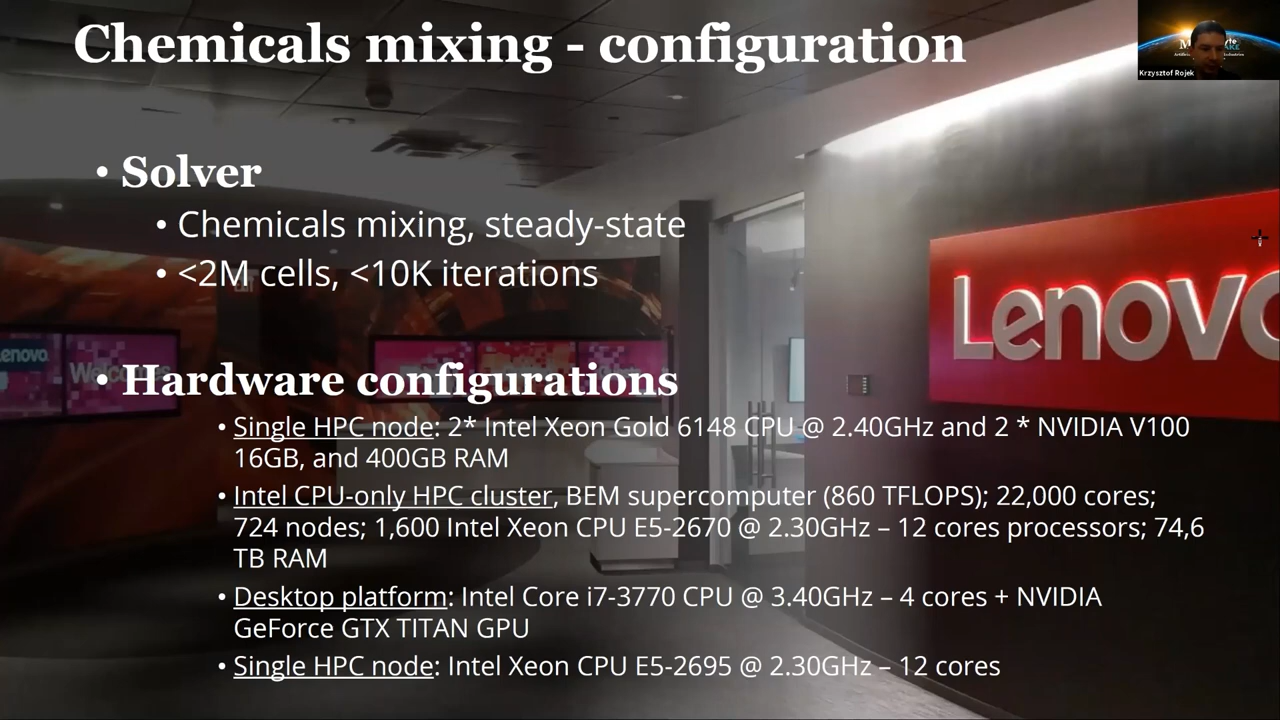 Chemicals mixing - configuration
Krzysztof Rojek
• Solver
• Chemicals mixing, steady-state
• <2M cells, <10K iterations
Lenovo
enovo
• Hardware configurations
• Single HPC node: 2* Intel Xeon Gold 6148 CPU @ 2.40GHz and 2 * NVIDIA V100
16GB, and 400GB RAM
• Intel CPU-only HPC cluster, BEM supercomputer (860 TFLOPS); 22,000 cores;
724 nodes; 1,600 Intel Xeon CPU E5-2670 @ 2.30GHz – 12 cores processors; 74,6
TB RAM
• Desktop platform: Intel Core i7-3770 CPU @ 3.40GHz – 4 cores + NVIDIA
GeForce GTX TITAN GPU
• Single HPC node: Intel Xeon CPU E5-2695 @ 2.30GHz – 12 cores